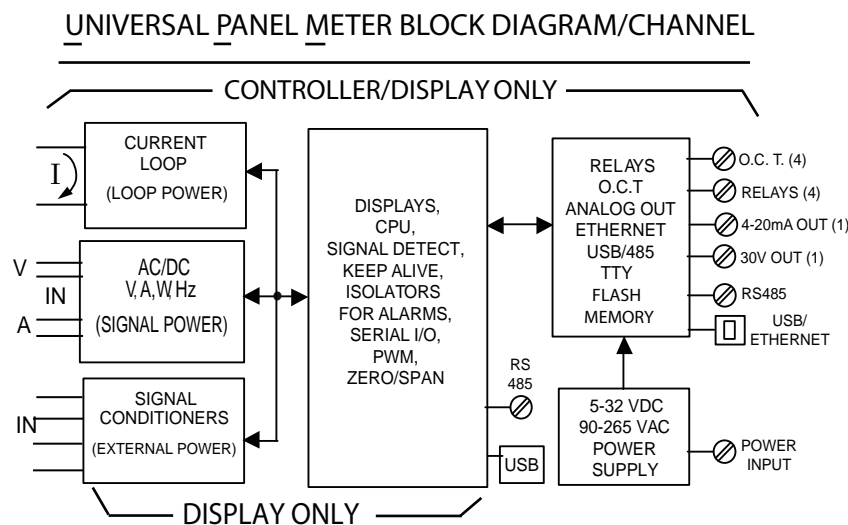 UNIVERSAL PANEL METER BLOCK DIAGRAM/CHANNEL
CONTROLLER/DISPLAY ONLY
CURRENT
LOOP
(LOOP POWER)
I
V
IN
A
AC/DC
V, A, W, Hz
(SIGNAL POWER)
IN
SIGNAL
CONDITIONERS
(EXTERNAL POWER)
DISPLAYS,
CPU,
SIGNAL DETECT,
KEEP ALIVE,
ISOLATORS
FOR ALARMS,
SERIAL I/O,
PWM,
ZERO/SPAN
RS
485
USB
RELAYS
O.C.T
ANALOG OUT
ETHERNET
USB/485
TTY
FLASH
MEMORY
O.C. T. (4)
RELAYS (4)
4-20mA OUT (1)
30V OUT (1)
RS485
USB/
ETHERNET
5-32 VDC
90-265 VAC
POWER
SUPPLY
POWER
INPUT
DISPLAY ONLY